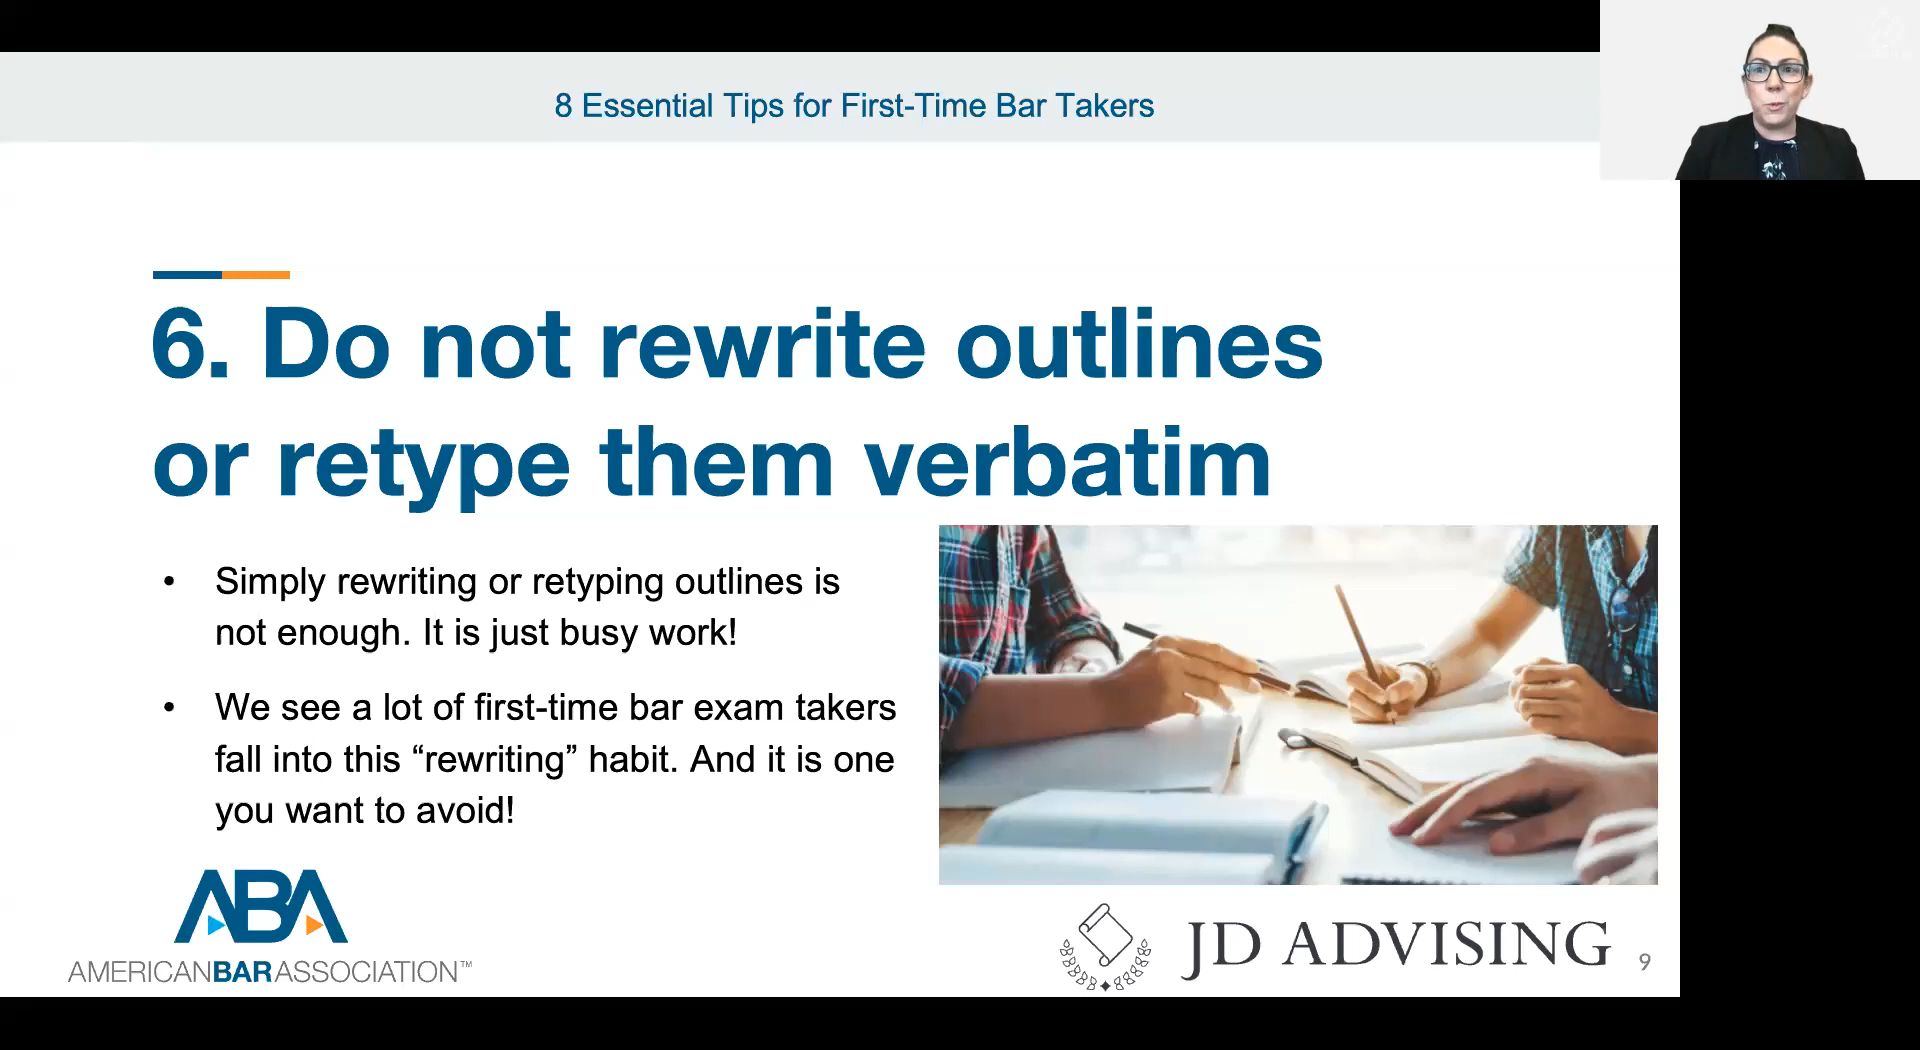 8 Essential Tips for First-Time Bar Takers
6. Do not rewrite outlines
or retype them verbatim
• Simply rewriting or retyping outlines is
not enough. It is just busy work!
• We see a lot of first-time bar exam takers
fall into this “rewriting” habit. And it is one
you want to avoid!
ABA
AMERICANBARASSOCIATION™
JD ADVISING
9